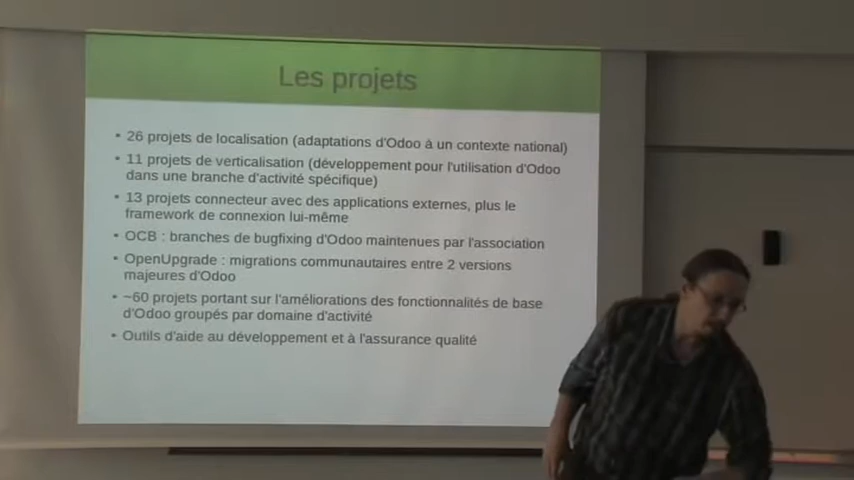 Les projets
• 26 projets de localisation (adaptations d'Odoo à un contexte national)
• 11 projets de verticalisation (développement pour l'utilisation d'Odoo
dans une branche d'activité spécifique)
• 13 projets connecteur avec des applications externes, plus le
framework de connexion lui-même
• OCB : branches de bugfixing d'Odoo maintenues par l'association
• OpenUpgrade : migrations communautaires entre 2 versions
majeures d'Odoo
• ~60 projets portant sur l'améliorations des fonctionnalités de base
d'Odoo groupés par domaine d'activité
• Outils d'aide au développement et à l'assurance qualité